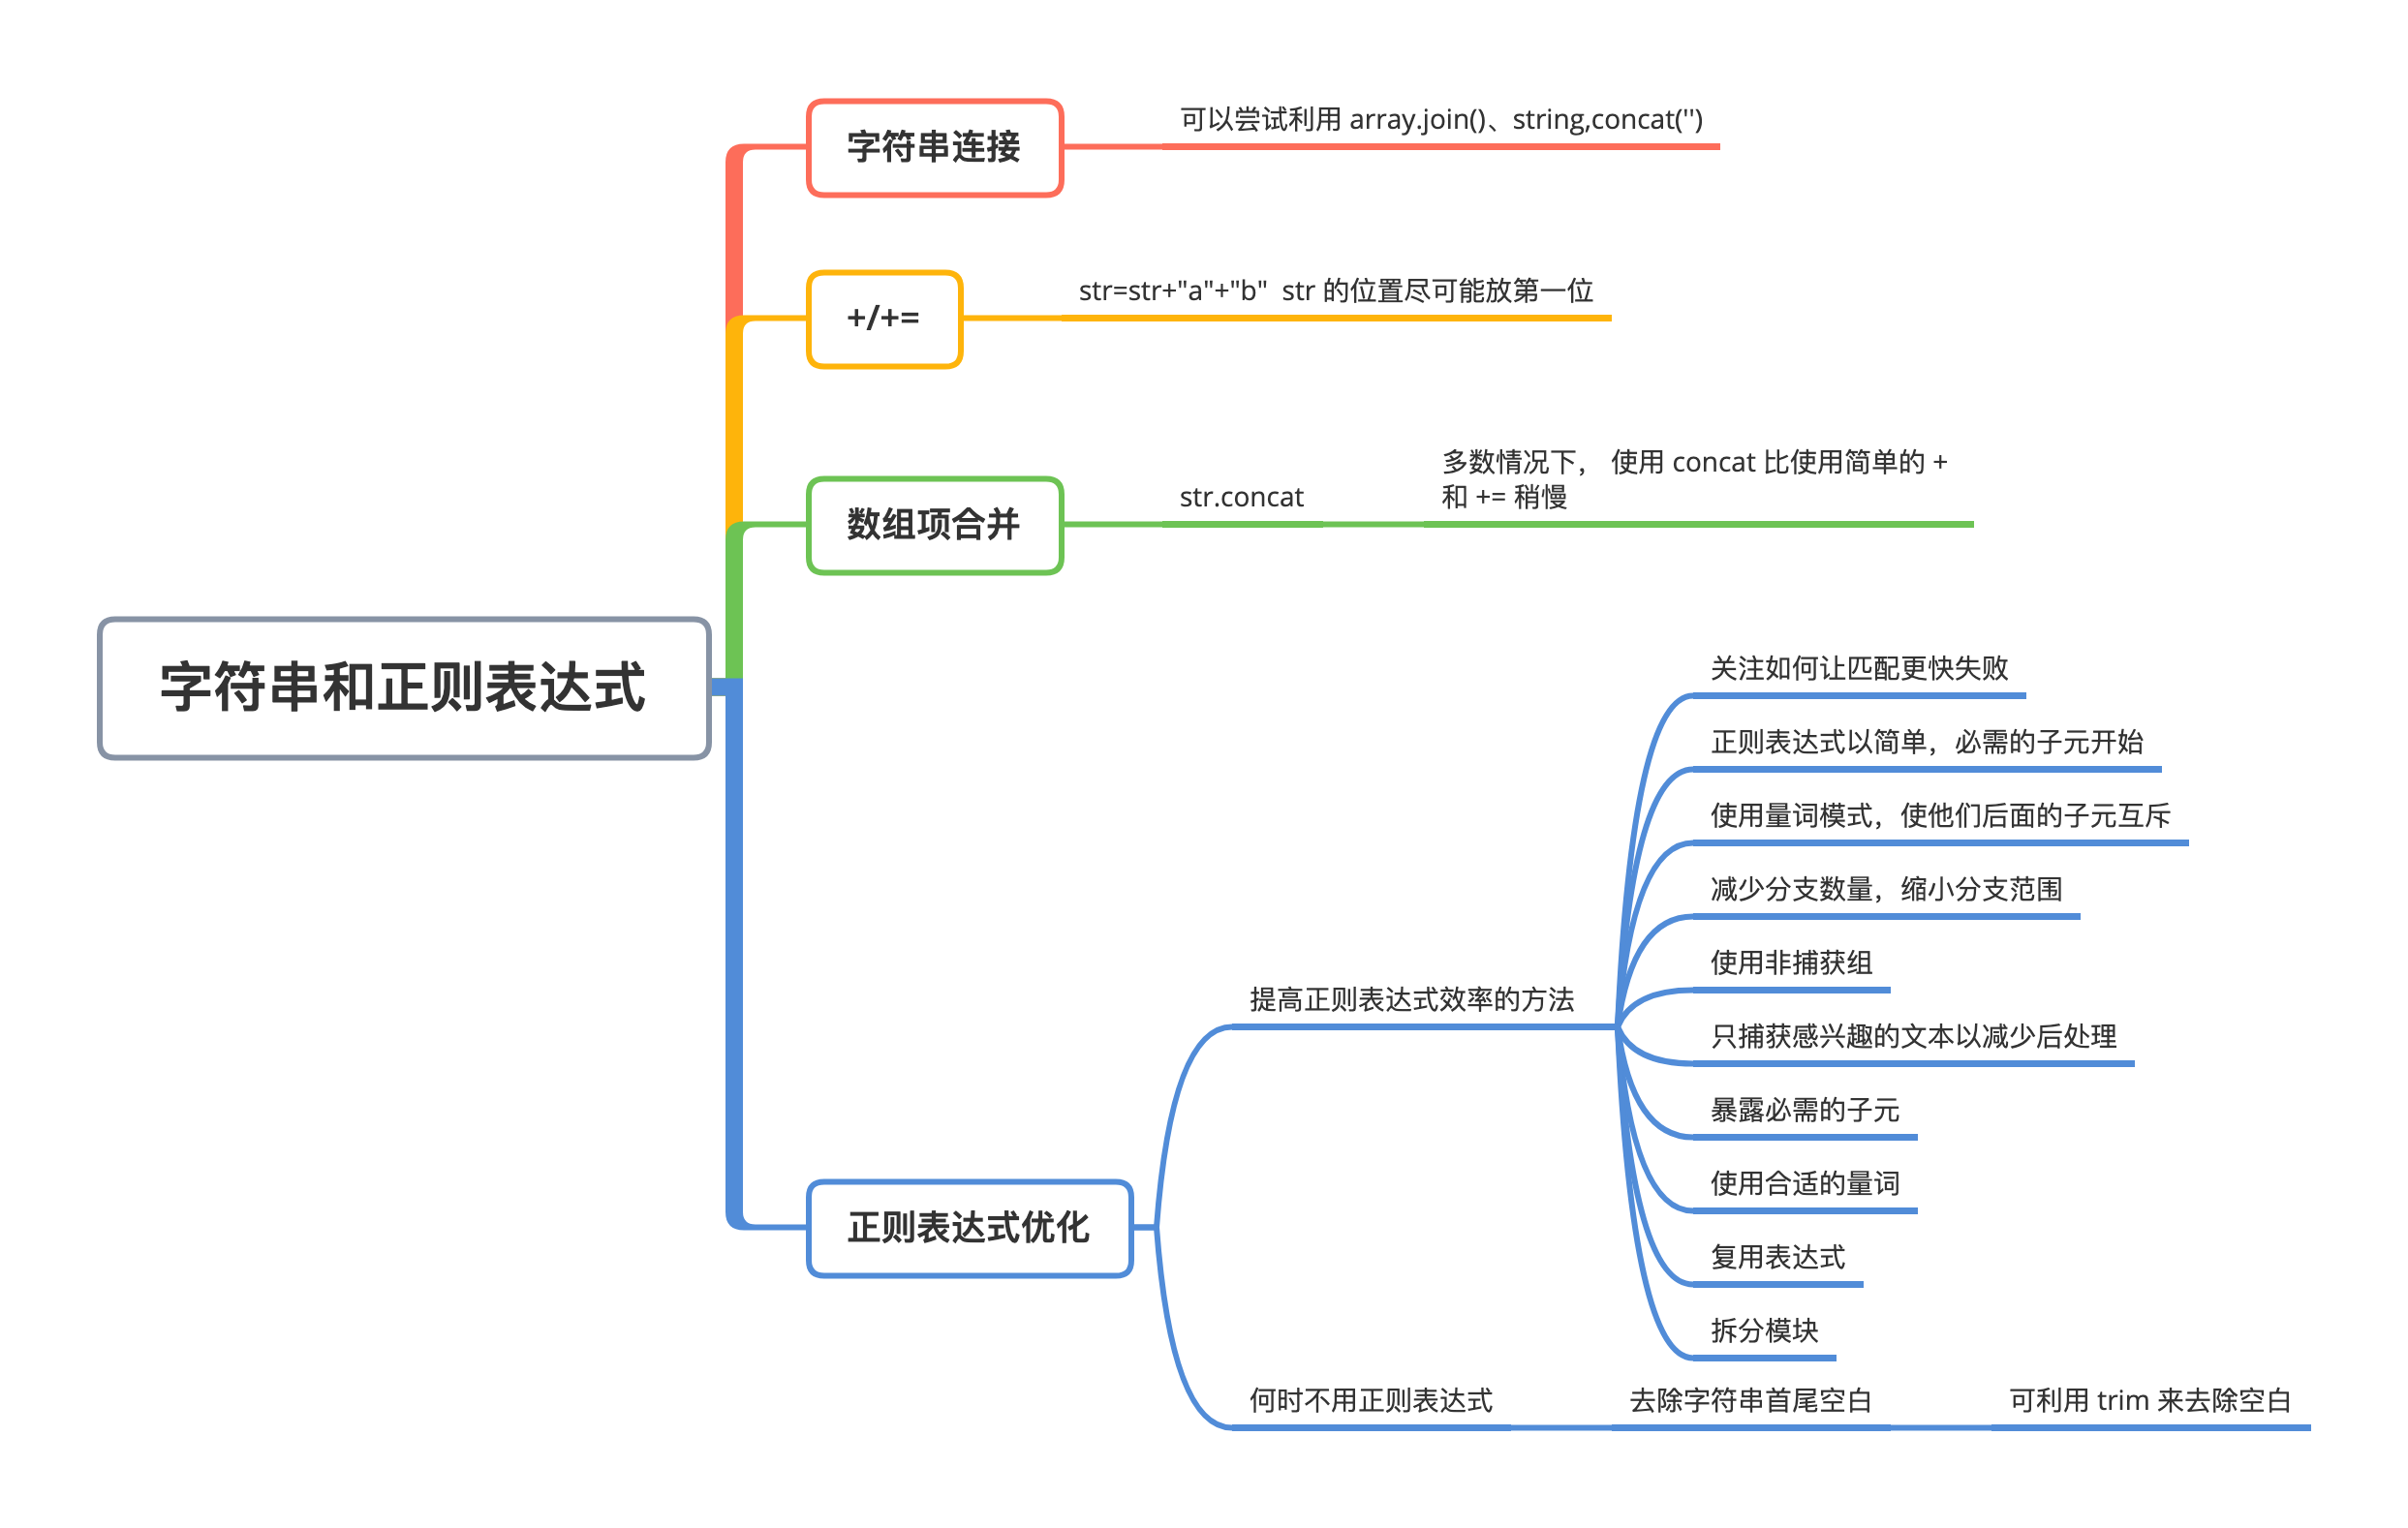 字符串和正则表达式
字符串连接
可以尝试利用 array.join()、string,concat('')
+/+=
str=str+"a"+"b"  str 的位置尽可能放第一位
数组项合并
str.concat
多数情况下， 使用 concat 比使用简单的 +
和 += 稍慢
正则表达式优化
提高正则表达式效率的方法
关注如何让匹配更快失败
正则表达式以简单，必需的子元开始
使用量词模式，使他们后面的子元互斥
减少分支数量，缩小分支范围
使用非捕获组
只捕获感兴趣的文本以减少后处理
暴露必需的子元
使用合适的量词
复用表达式
拆分模块
何时不用正则表达式
去除字符串首尾空白
可利用 trim 来去除空白